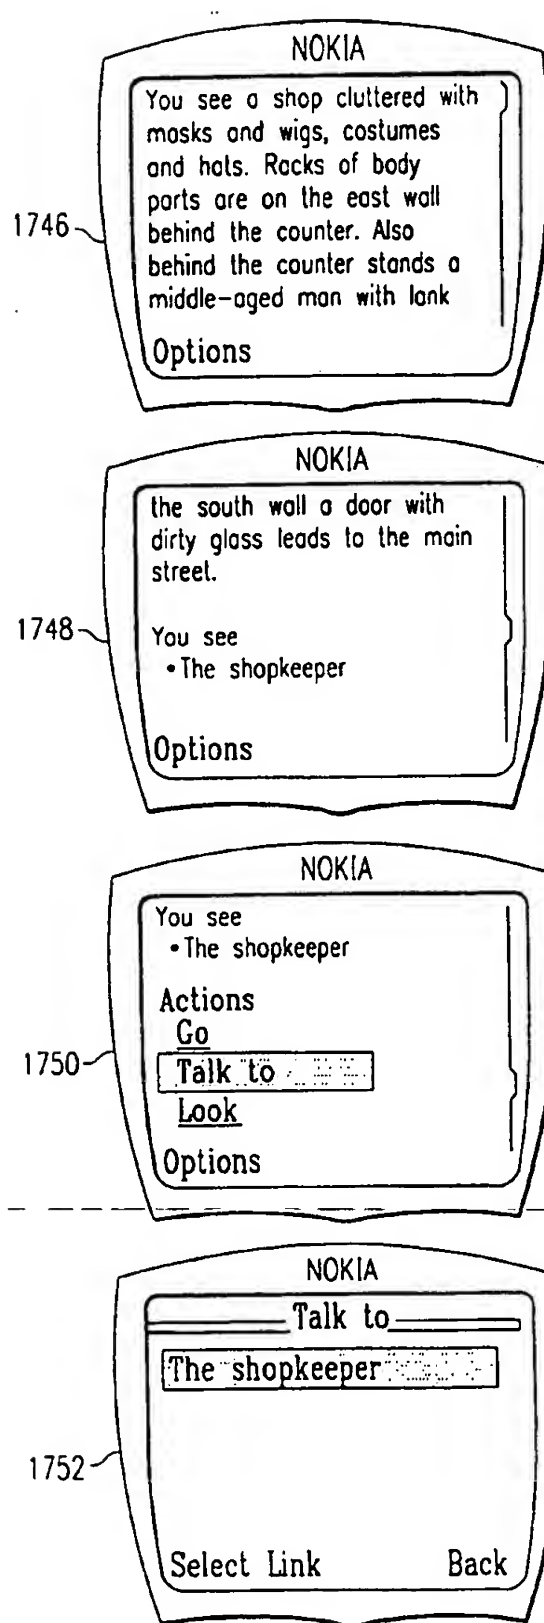 NOKIA
You see a shop cluttered with
masks and wigs, costumes
and hats. Racks of body
parts are on the east wall
behind the counter. Also
behind the counter stands a
middle-aged man with lank
Options
1746
NOKIA
the south wall a door with
dirty glass leads to the main
street.
You see
•The shopkeeper
Options
1748
NOKIA
You see
•The shopkeeper
Actions
Go
Talk to
Look
Options
1750
NOKIA
Talk to
The shopkeeper
Select Link Back
1752